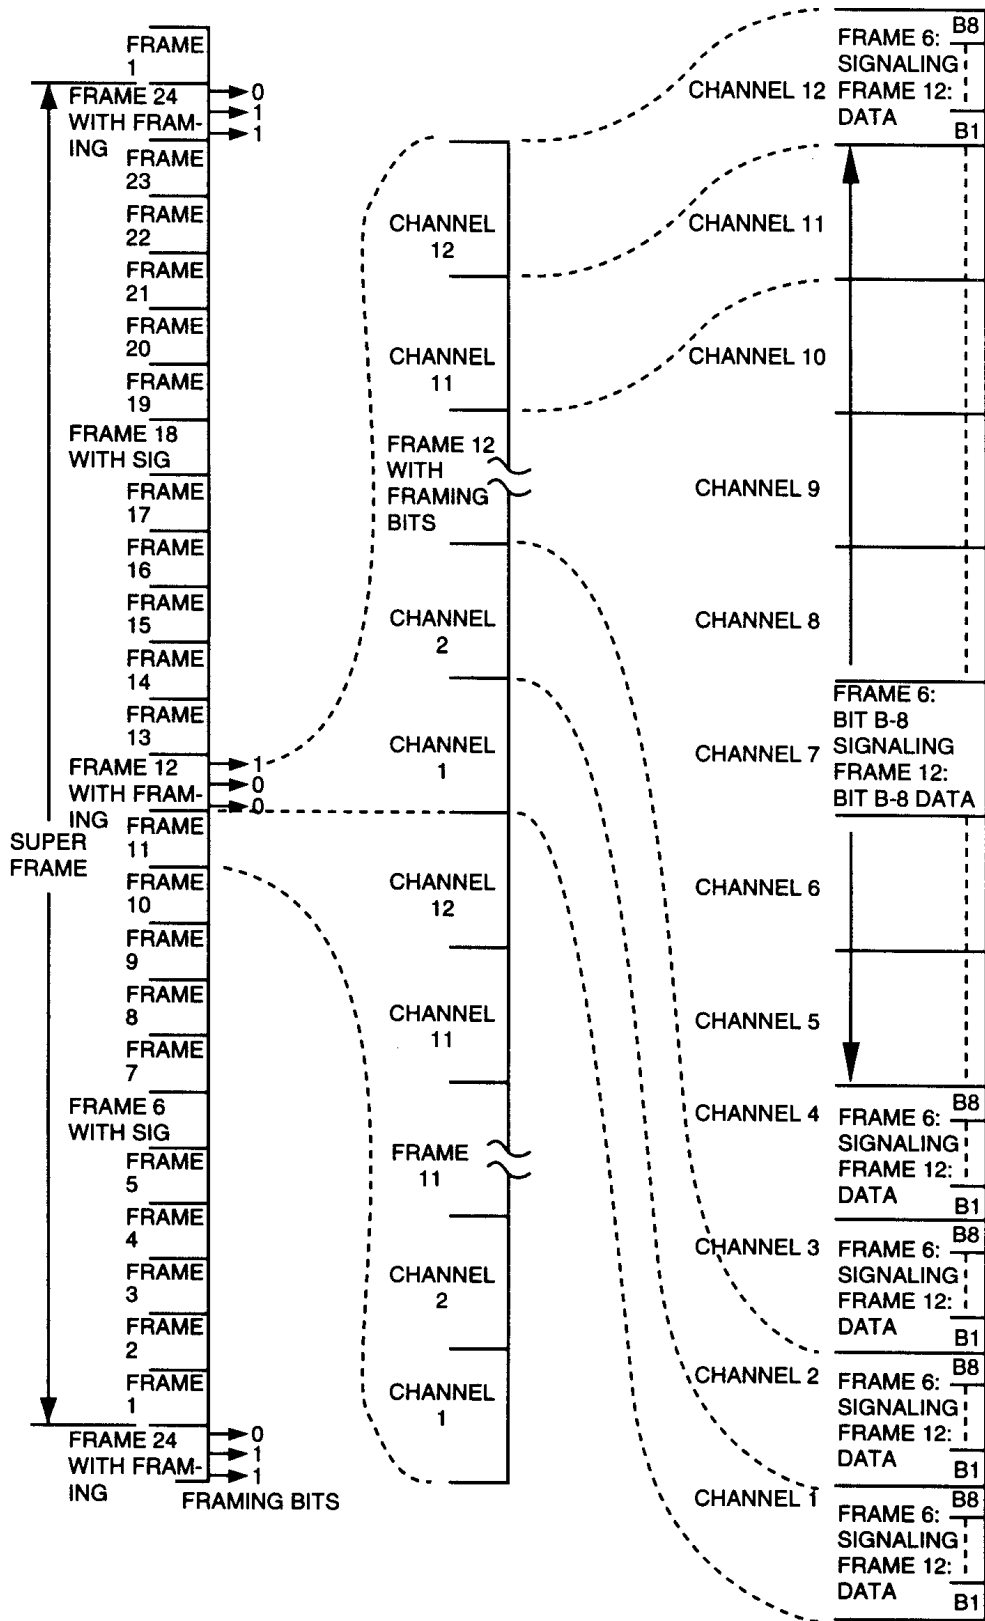 FRAME
1
FRAME 24
WITH FRAM-
ING
0
1
1
FRAME
23
FRAME
22
FRAME
21
FRAME
20
FRAME
19
FRAME 18
WITH SIG
FRAME
17
FRAME
16
FRAME
15
FRAME
14
FRAME
13
FRAME 12
WITH FRAM-
ING
1
0
0
SUPER
FRAME
FRAME
11
FRAME
10
FRAME
9
FRAME
8
FRAME
7
FRAME 6
WITH SIG
FRAME
5
FRAME
4
FRAME
3
FRAME
2
FRAME
1
FRAME 24
WITH FRAM-
ING
0
1
1
FRAMING BITS
CHANNEL
12
CHANNEL
11
FRAME 12
WITH
FRAMING
BITS
CHANNEL
2
CHANNEL
1
CHANNEL
12
CHANNEL
11
FRAME
11
CHANNEL
2
CHANNEL
1
CHANNEL 12
FRAME 6:
SIGNALING
FRAME 12:
DATA
B8
B1
CHANNEL 11
CHANNEL 10
CHANNEL 9
CHANNEL 8
CHANNEL 7
FRAME 6:
BIT B-8
SIGNALING
FRAME 12:
BIT B-8 DATA
CHANNEL 6
CHANNEL 5
CHANNEL 4
FRAME 6:
SIGNALING
FRAME 12:
DATA
B8
B1
CHANNEL 3
FRAME 6:
SIGNALING
FRAME 12:
DATA
B8
B1
CHANNEL 2
FRAME 6:
SIGNALING
FRAME 12:
DATA
B8
B1
CHANNEL 1
FRAME 6:
SIGNALING
FRAME 12:
DATA
B8
B1